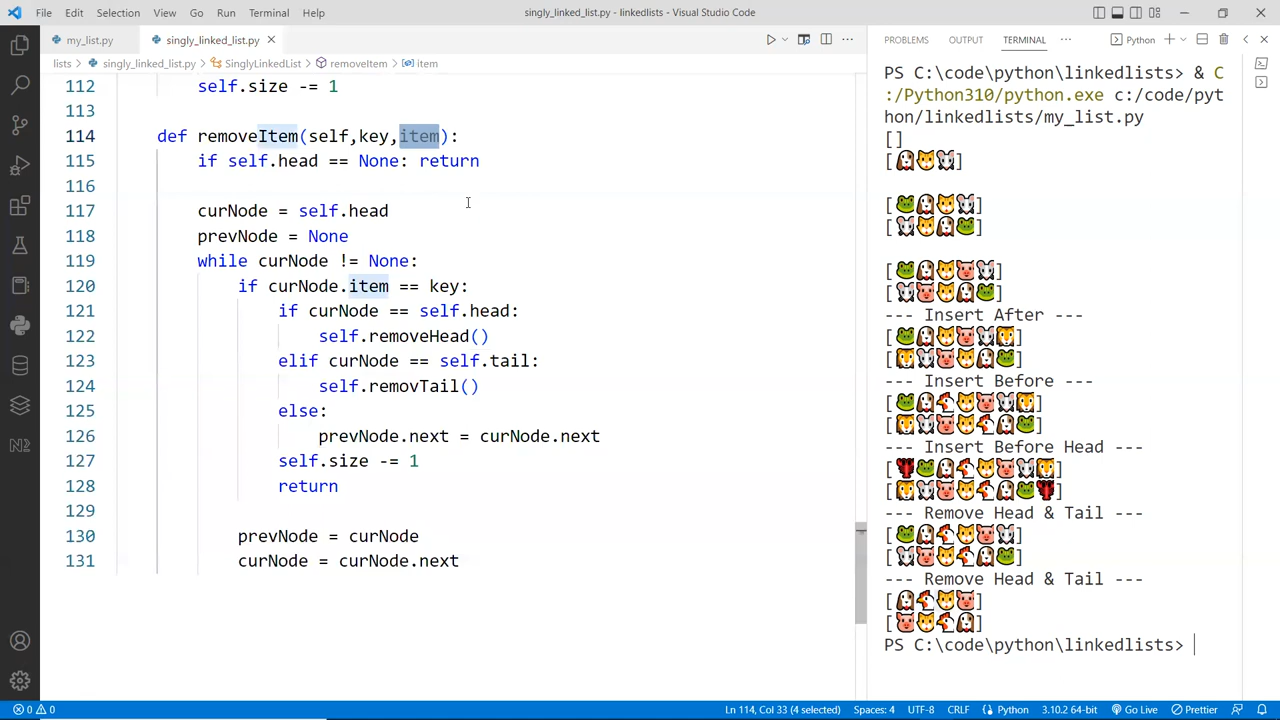 File Edit Selection View Go Run Terminal Help singly_linked_list.py - linkedlists - Visual Studio Code
my_list.py singly_linked_list.py
lists > singly_linked_list.py > SinglyLinkedList > removeItem > item
112 self.size -= 1
113
114 def removeItem(self,key,item):
115 if self.head == None: return
116
117 curNode = self.head
118 prevNode = None
119 while curNode != None:
120 if curNode.item == key:
121 if curNode == self.head:
122 self.removeHead()
123 elif curNode == self.tail:
124 self.removTail()
125 else:
126 prevNode.next = curNode.next
127 self.size -= 1
128 return
129
130 prevNode = curNode
131 curNode = curNode.next
PROBLEMS OUTPUT TERMINAL ··· Python
PS C:\code\python\linkedlists> & C
:/Python310/python.exe c:/code/pyt
hon/linkedlists/my_list.py
[]
[🐶🐱🐭]
[🐸🐶🐱🐭]
[🐭🐱🐶🐸]
[🐸🐶🐱🐷🐭]
[🐭🐷🐱🐶🐸]
--- Insert After ---
[🐸🐶🐱🐷🐭🐯]
[🐯🐭🐷🐱🐶🐸]
--- Insert Before ---
[🐸🐶🐔🐱🐷🐭🐯]
[🐯🐭🐷🐱🐔🐶🐸]
--- Insert Before Head ---
[🦞🐸🐶🐔🐱🐷🐭🐯]
[🐯🐭🐷🐱🐔🐶🐸🦞]
--- Remove Head & Tail ---
[🐸🐶🐔🐱🐷🐭]
[🐭🐷🐱🐔🐶🐸]
--- Remove Head & Tail ---
[🐶🐔🐱🐷]
[🐷🐱🐔🐶]
PS C:\code\python\linkedlists>
0 0 Ln 114, Col 33 (4 selected) Spaces: 4 UTF-8 CRLF Python 3.10.2 64-bit Go Live Prettier